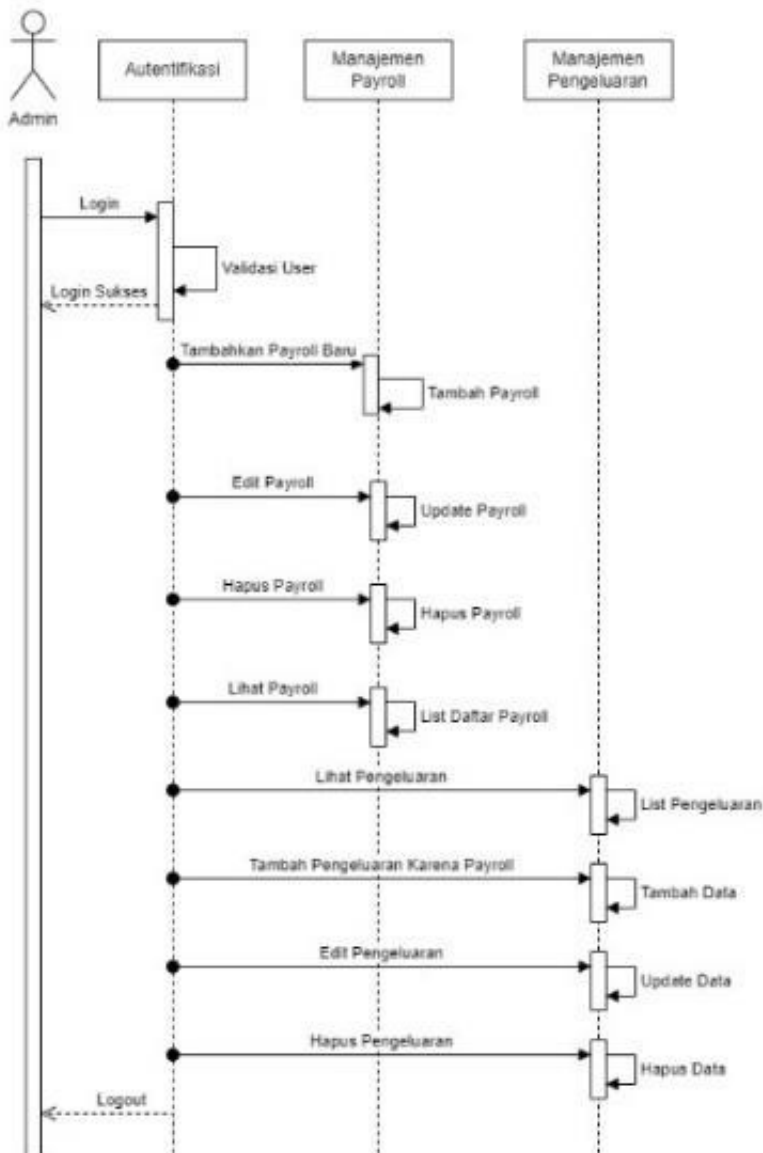 Admin
Autentifikasi
Manajemen
Payroll
Manajemen
Pengeluaran
Login
Validasi User
Login Sukses
Tambahkan Payroll Baru
Tambah Payroll
Edit Payroll
Update Payroll
Hapus Payroll
Hapus Payroll
Lihat Payroll
List Daftar Payroll
Lihat Pengeluaran
List Pengeluaran
Tambah Pengeluaran Karena Payroll
Tambah Data
Edit Pengeluaran
Update Data
Hapus Pengeluaran
Hapus Data
Logout